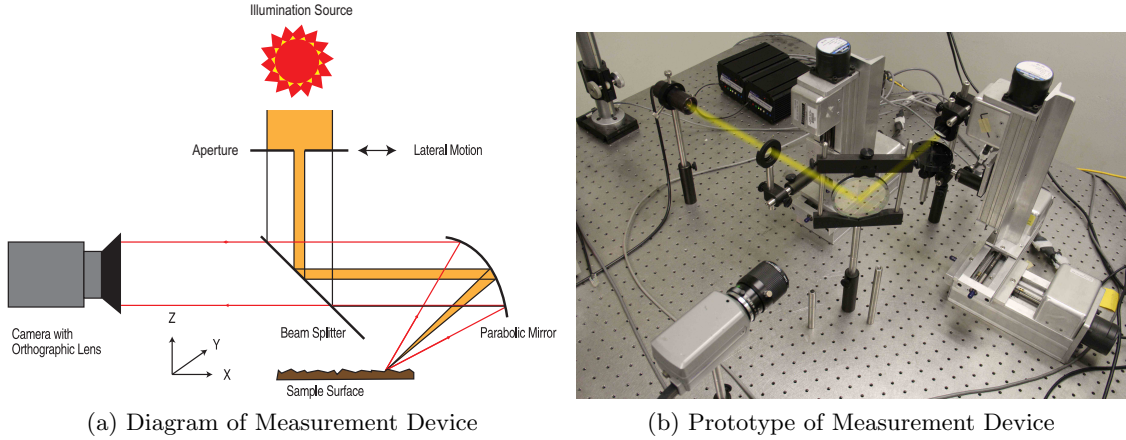 Illumination Source
Aperture
Lateral Motion
Camera with
Orthographic Lens
Z
Y
X
Beam Splitter
Parabolic Mirror
Sample Surface
(a) Diagram of Measurement Device
(b) Prototype of Measurement Device